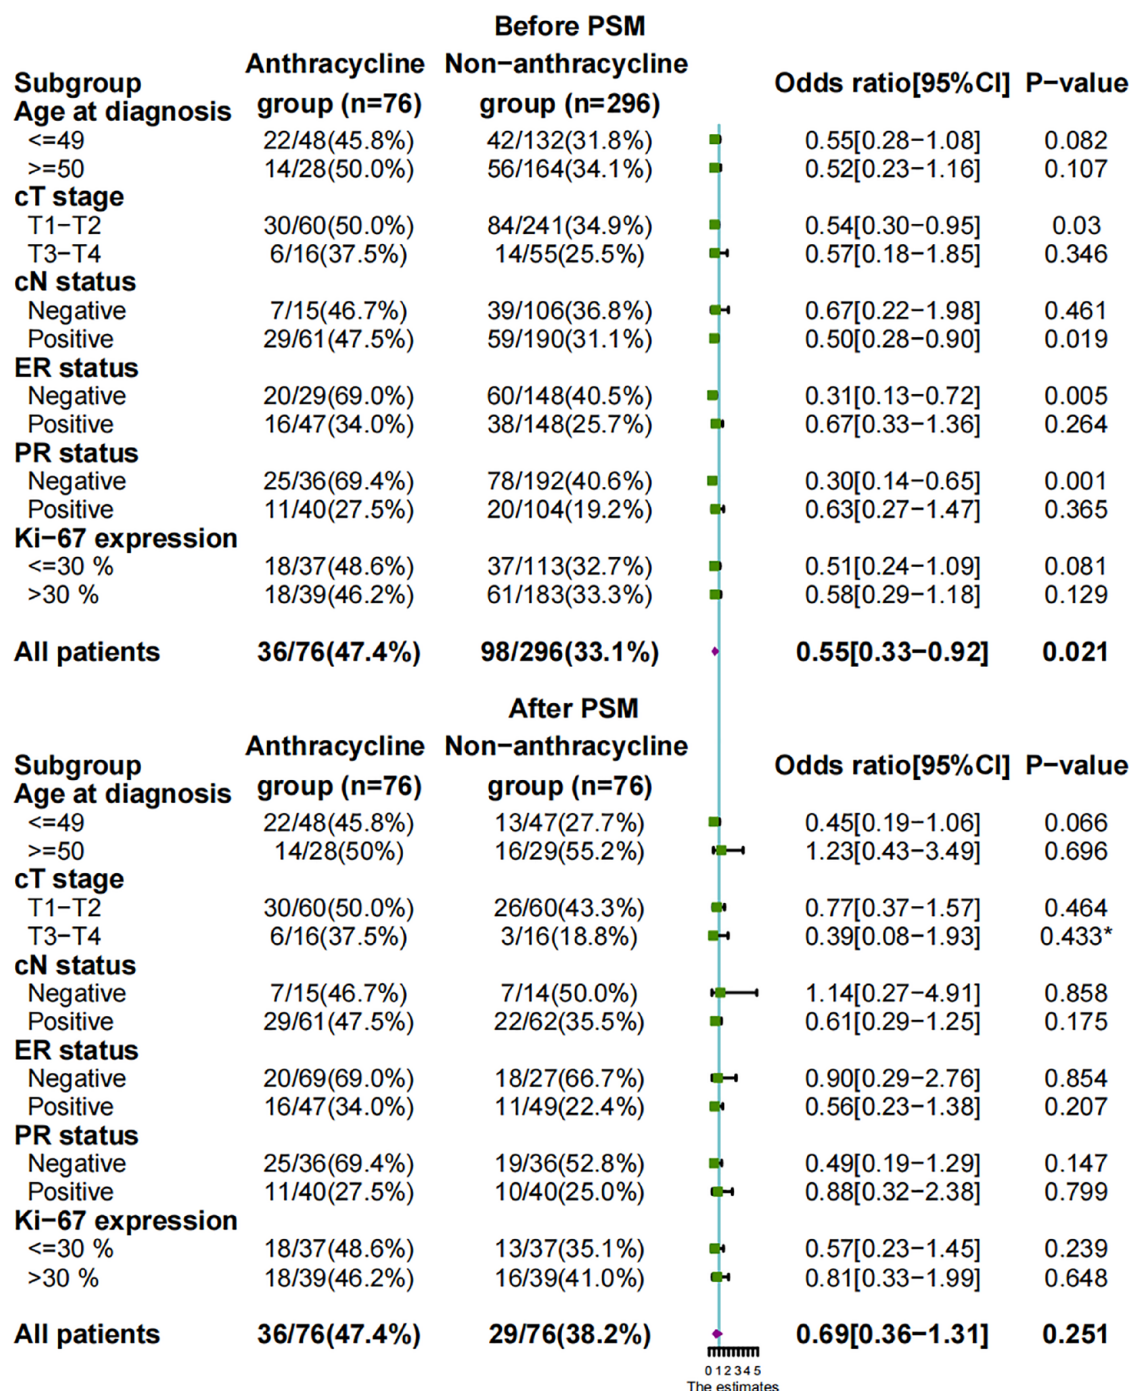 Before PSM
Anthracycline Non−anthracycline
Subgroup group (n=76) group (n=296) Odds ratio[95%CI] P−value
Age at diagnosis
<=49 22/48(45.8%) 42/132(31.8%) 0.55[0.28−1.08] 0.082
>=50 14/28(50.0%) 56/164(34.1%) 0.52[0.23−1.16] 0.107
cT stage
T1−T2 30/60(50.0%) 84/241(34.9%) 0.54[0.30−0.95] 0.03
T3−T4 6/16(37.5%) 14/55(25.5%) 0.57[0.18−1.85] 0.346
cN status
Negative 7/15(46.7%) 39/106(36.8%) 0.67[0.22−1.98] 0.461
Positive 29/61(47.5%) 59/190(31.1%) 0.50[0.28−0.90] 0.019
ER status
Negative 20/29(69.0%) 60/148(40.5%) 0.31[0.13−0.72] 0.005
Positive 16/47(34.0%) 38/148(25.7%) 0.67[0.33−1.36] 0.264
PR status
Negative 25/36(69.4%) 78/192(40.6%) 0.30[0.14−0.65] 0.001
Positive 11/40(27.5%) 20/104(19.2%) 0.63[0.27−1.47] 0.365
Ki−67 expression
<=30 % 18/37(48.6%) 37/113(32.7%) 0.51[0.24−1.09] 0.081
>30 % 18/39(46.2%) 61/183(33.3%) 0.58[0.29−1.18] 0.129
All patients 36/76(47.4%) 98/296(33.1%) 0.55[0.33−0.92] 0.021
After PSM
Anthracycline Non−anthracycline
Subgroup group (n=76) group (n=76) Odds ratio[95%CI] P−value
Age at diagnosis
<=49 22/48(45.8%) 13/47(27.7%) 0.45[0.19−1.06] 0.066
>=50 14/28(50%) 16/29(55.2%) 1.23[0.43−3.49] 0.696
cT stage
T1−T2 30/60(50.0%) 26/60(43.3%) 0.77[0.37−1.57] 0.464
T3−T4 6/16(37.5%) 3/16(18.8%) 0.39[0.08−1.93] 0.433*
cN status
Negative 7/15(46.7%) 7/14(50.0%) 1.14[0.27−4.91] 0.858
Positive 29/61(47.5%) 22/62(35.5%) 0.61[0.29−1.25] 0.175
ER status
Negative 20/69(69.0%) 18/27(66.7%) 0.90[0.29−2.76] 0.854
Positive 16/47(34.0%) 11/49(22.4%) 0.56[0.23−1.38] 0.207
PR status
Negative 25/36(69.4%) 19/36(52.8%) 0.49[0.19−1.29] 0.147
Positive 11/40(27.5%) 10/40(25.0%) 0.88[0.32−2.38] 0.799
Ki−67 expression
<=30 % 18/37(48.6%) 13/37(35.1%) 0.57[0.23−1.45] 0.239
>30 % 18/39(46.2%) 16/39(41.0%) 0.81[0.33−1.99] 0.648
All patients 36/76(47.4%) 29/76(38.2%) 0.69[0.36−1.31] 0.251
0 1 2 3 4 5
The estimates